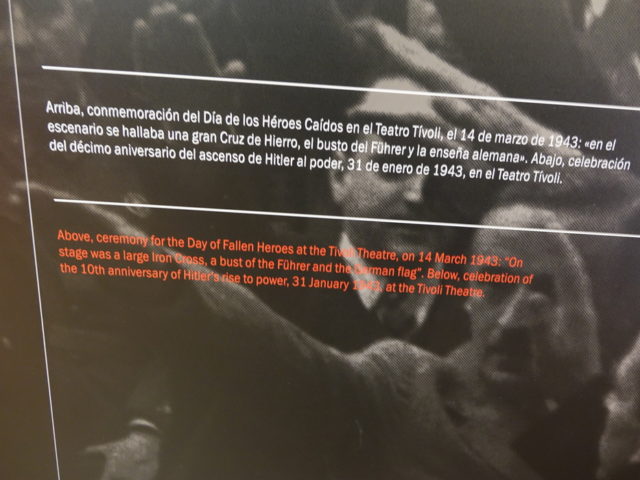 Arriba, conmemoración del Día de los Héroes Caídos en el Teatro Tívoli, el 14 de marzo de 1943: «en el
escenario se hallaba una gran Cruz de Hierro, el busto del Führer y la enseña alemana». Abajo, celebración
del décimo aniversario del ascenso de Hitler al poder, 31 de enero de 1943, en el Teatro Tívoli.
Above, ceremony for the Day of Fallen Heroes at the Tivoli Theatre, on 14 March 1943: “On
stage was a large Iron Cross, a bust of the Führer and the German flag”. Below, celebration of
the 10th anniversary of Hitler's rise to power, 31 January 1943, at the Tivoli Theatre.